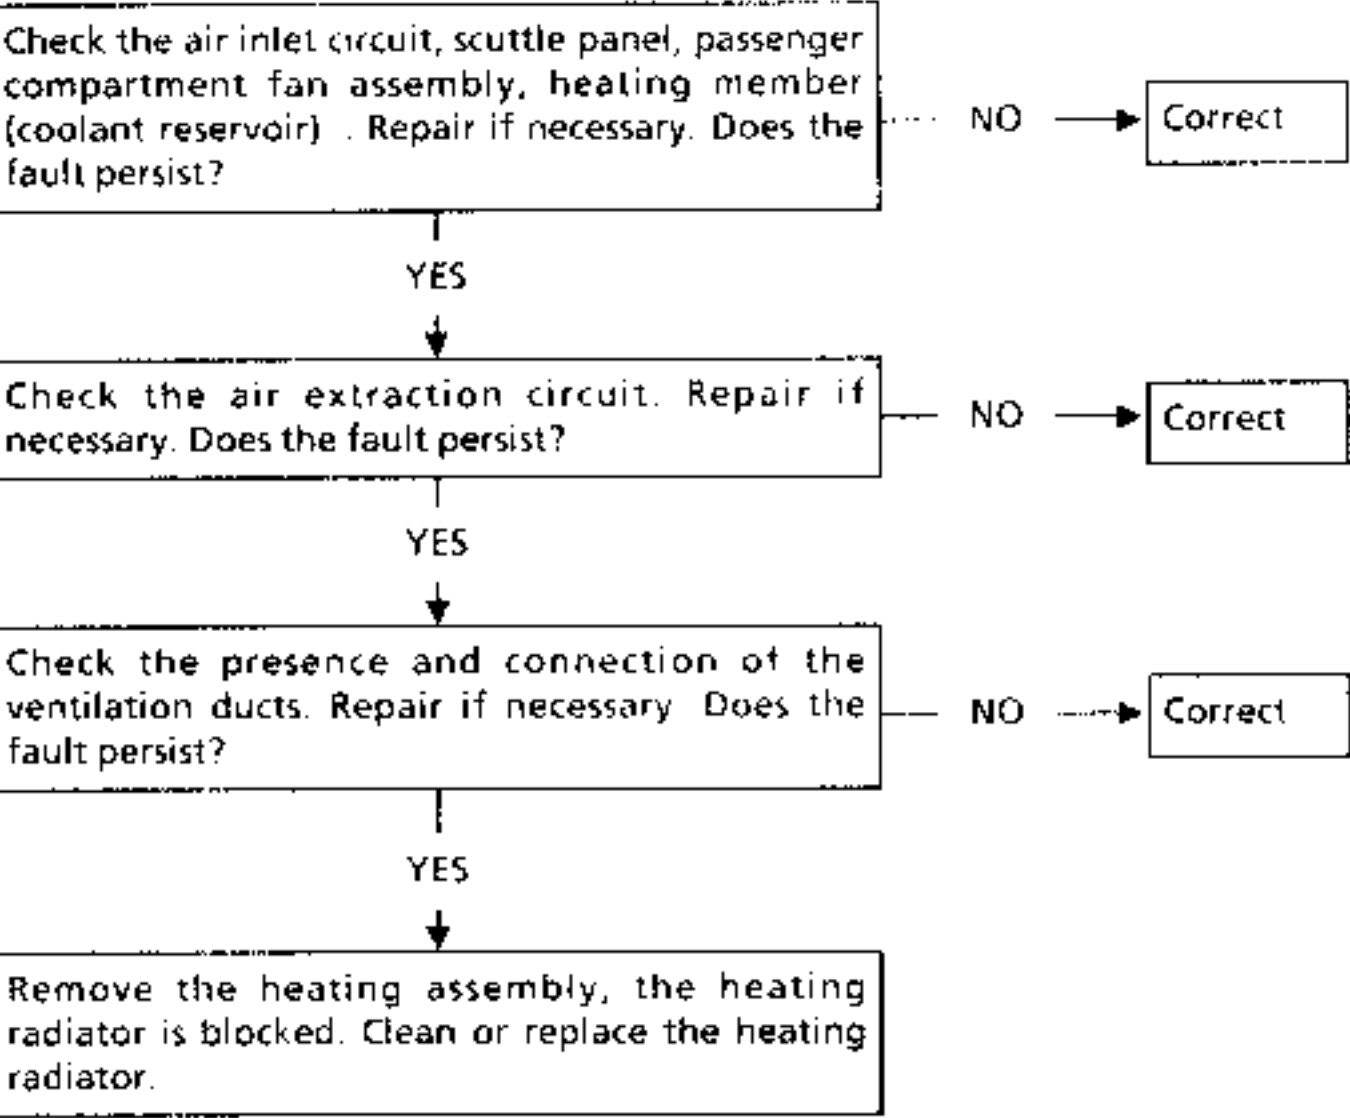 Check the air inlet circuit, scuttle panel, passenger
compartment fan assembly, heating member
(coolant reservoir) . Repair if necessary. Does the
fault persist?
NO
Correct
YES
Check the air extraction circuit. Repair if
necessary. Does the fault persist?
NO
Correct
YES
Check the presence and connection of the
ventilation ducts. Repair if necessary Does the
fault persist?
NO
Correct
YES
Remove the heating assembly, the heating
radiator is blocked. Clean or replace the heating
radiator.